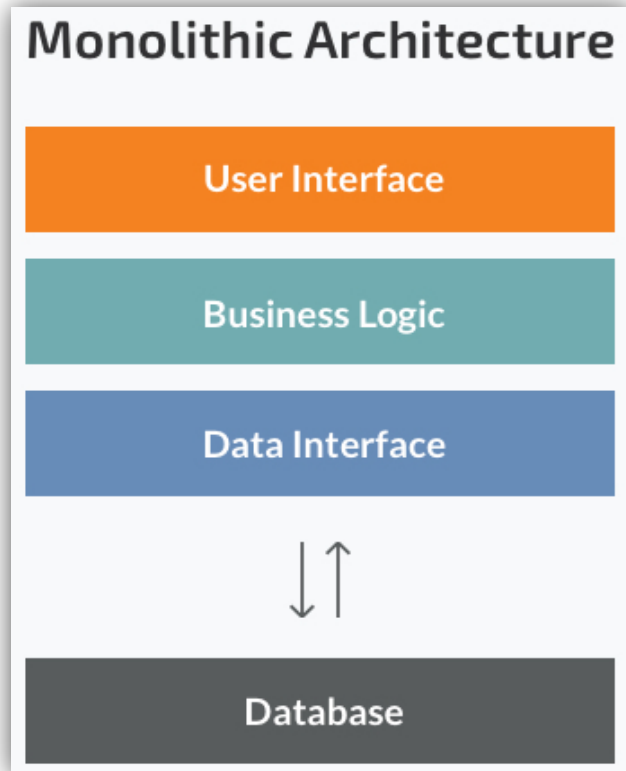 Monolithic Architecture
User Interface
Business Logic
Data Interface
Database